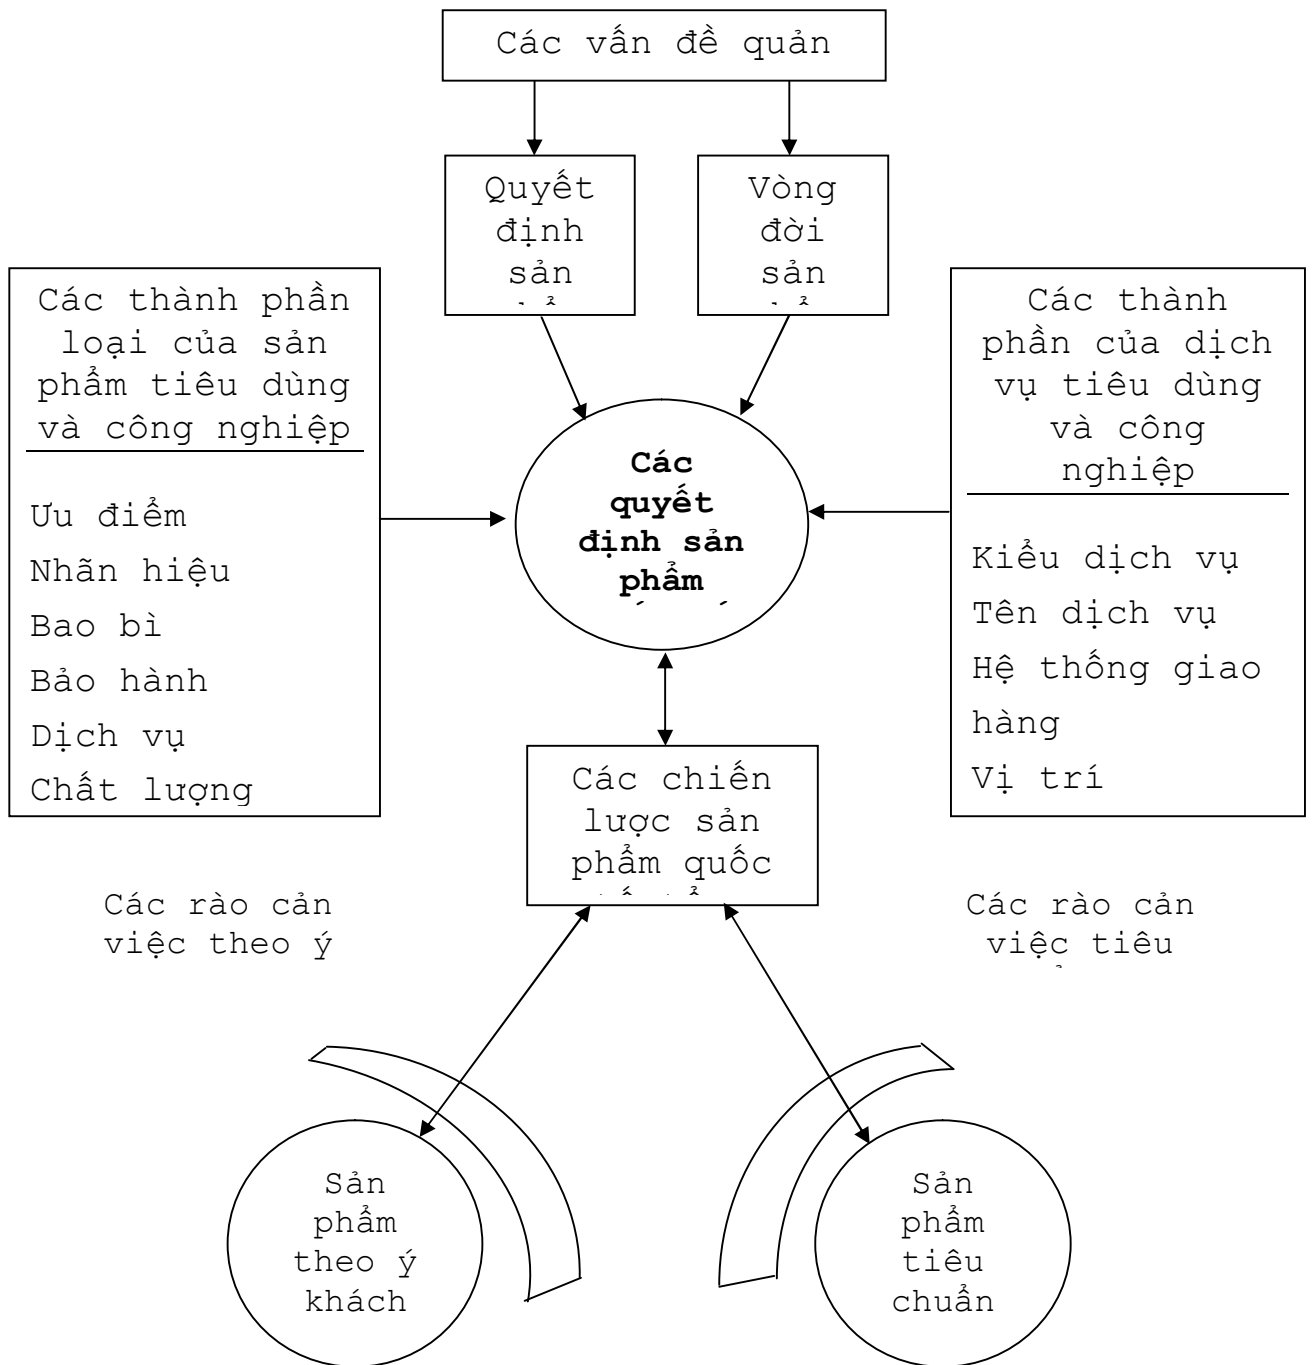 Các vấn đề quản
Quyết
định
sản
Vòng
đời
sản
Các thành phần
loại của sản
phẩm tiêu dùng
và công nghiệp
Ưu điểm
Nhãn hiệu
Bao bì
Bảo hành
Dịch vụ
Chất lượng
Các
quyết
định sản
phẩm
Các thành
phần của dịch
vụ tiêu dùng
và công
nghiệp
Kiểu dịch vụ
Tên dịch vụ
Hệ thống giao
hàng
Vị trí
Các chiến
lược sản
phẩm quốc
Các rào cản
việc theo ý
Các rào cản
việc tiêu
Sản
phẩm
theo ý
khách
Sản
phẩm
tiêu
chuẩn